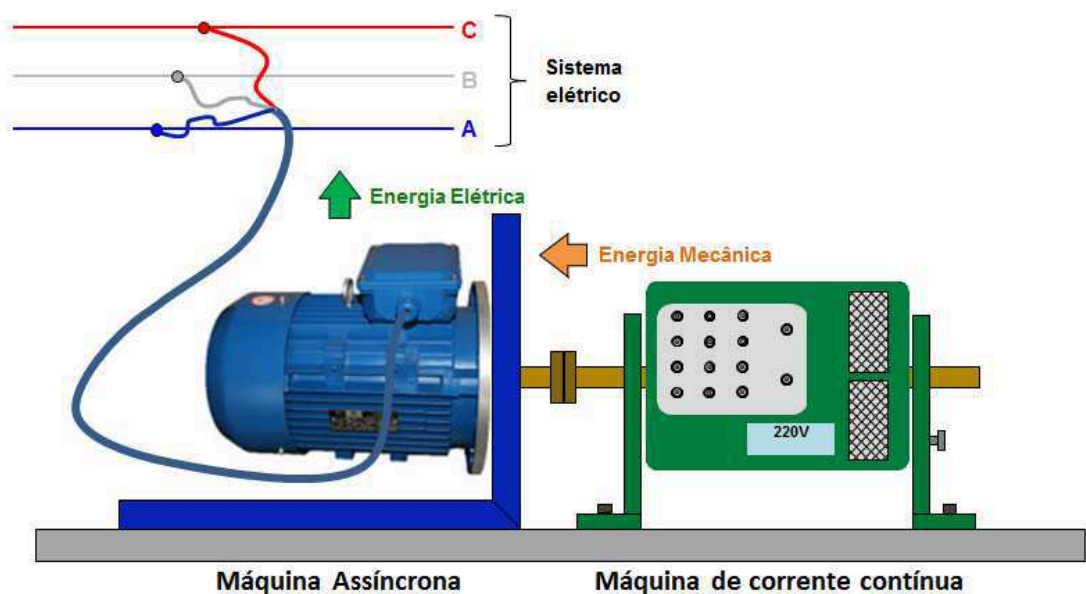 C
B
A
Sistema
elétrico
Energia Elétrica
Energia Mecânica
220V
Máquina Assíncrona
Máquina de corrente contínua